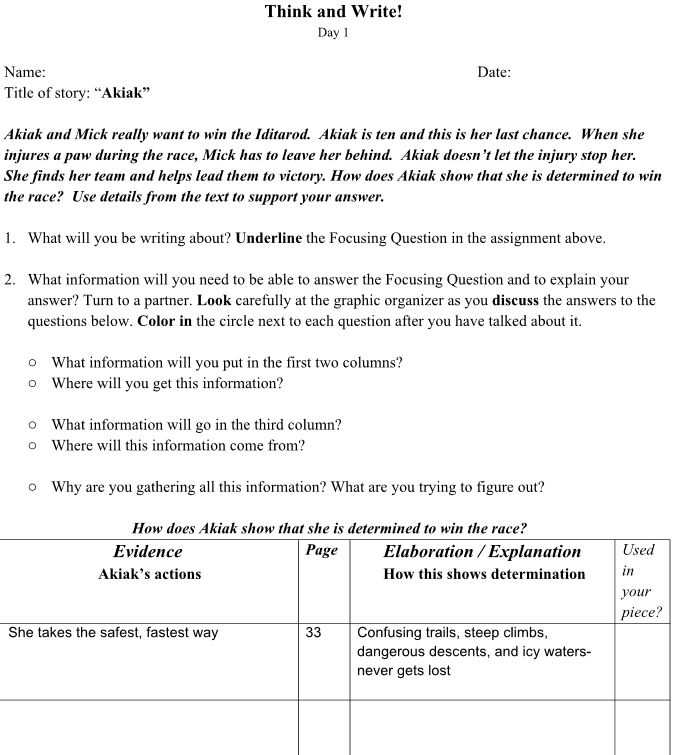 Think and Write!
Day 1
Name: Date:
Title of story: “Akiak”
Akiak and Mick really want to win the Iditarod. Akiak is ten and this is her last chance. When she
injures a paw during the race, Mick has to leave her behind. Akiak doesn’t let the injury stop her.
She finds her team and helps lead them to victory. How does Akiak show that she is determined to win
the race? Use details from the text to support your answer.
1. What will you be writing about? Underline the Focusing Question in the assignment above.
2. What information will you need to be able to answer the Focusing Question and to explain your
answer? Turn to a partner. Look carefully at the graphic organizer as you discuss the answers to the
questions below. Color in the circle next to each question after you have talked about it.
○ What information will you put in the first two columns?
○ Where will you get this information?
○ What information will go in the third column?
○ Where will this information come from?
○ Why are you gathering all this information? What are you trying to figure out?
How does Akiak show that she is determined to win the race?
Evidence Page Elaboration / Explanation Used
Akiak’s actions How this shows determination in
your
piece?
She takes the safest, fastest way 33 Confusing trails, steep climbs,
dangerous descents, and icy waters-
never gets lost